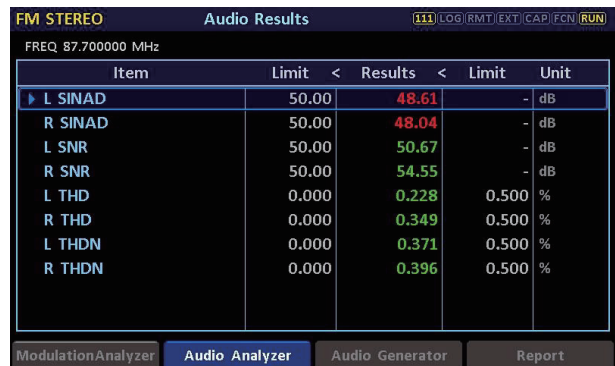 FM STEREO Audio Results 111 LOG RMT EXT CAP FCN RUN
FREQ 87.700000 MHz
Item Limit < Results < Limit Unit
L SINAD 50.00 48.61 - dB
R SINAD 50.00 48.04 - dB
L SNR 50.00 50.67 - dB
R SNR 50.00 54.55 - dB
L THD 0.000 0.228 0.500 %
R THD 0.000 0.349 0.500 %
L THDN 0.000 0.371 0.500 %
R THDN 0.000 0.396 0.500 %
ModulationAnalyzer Audio Analyzer Audio Generator Report